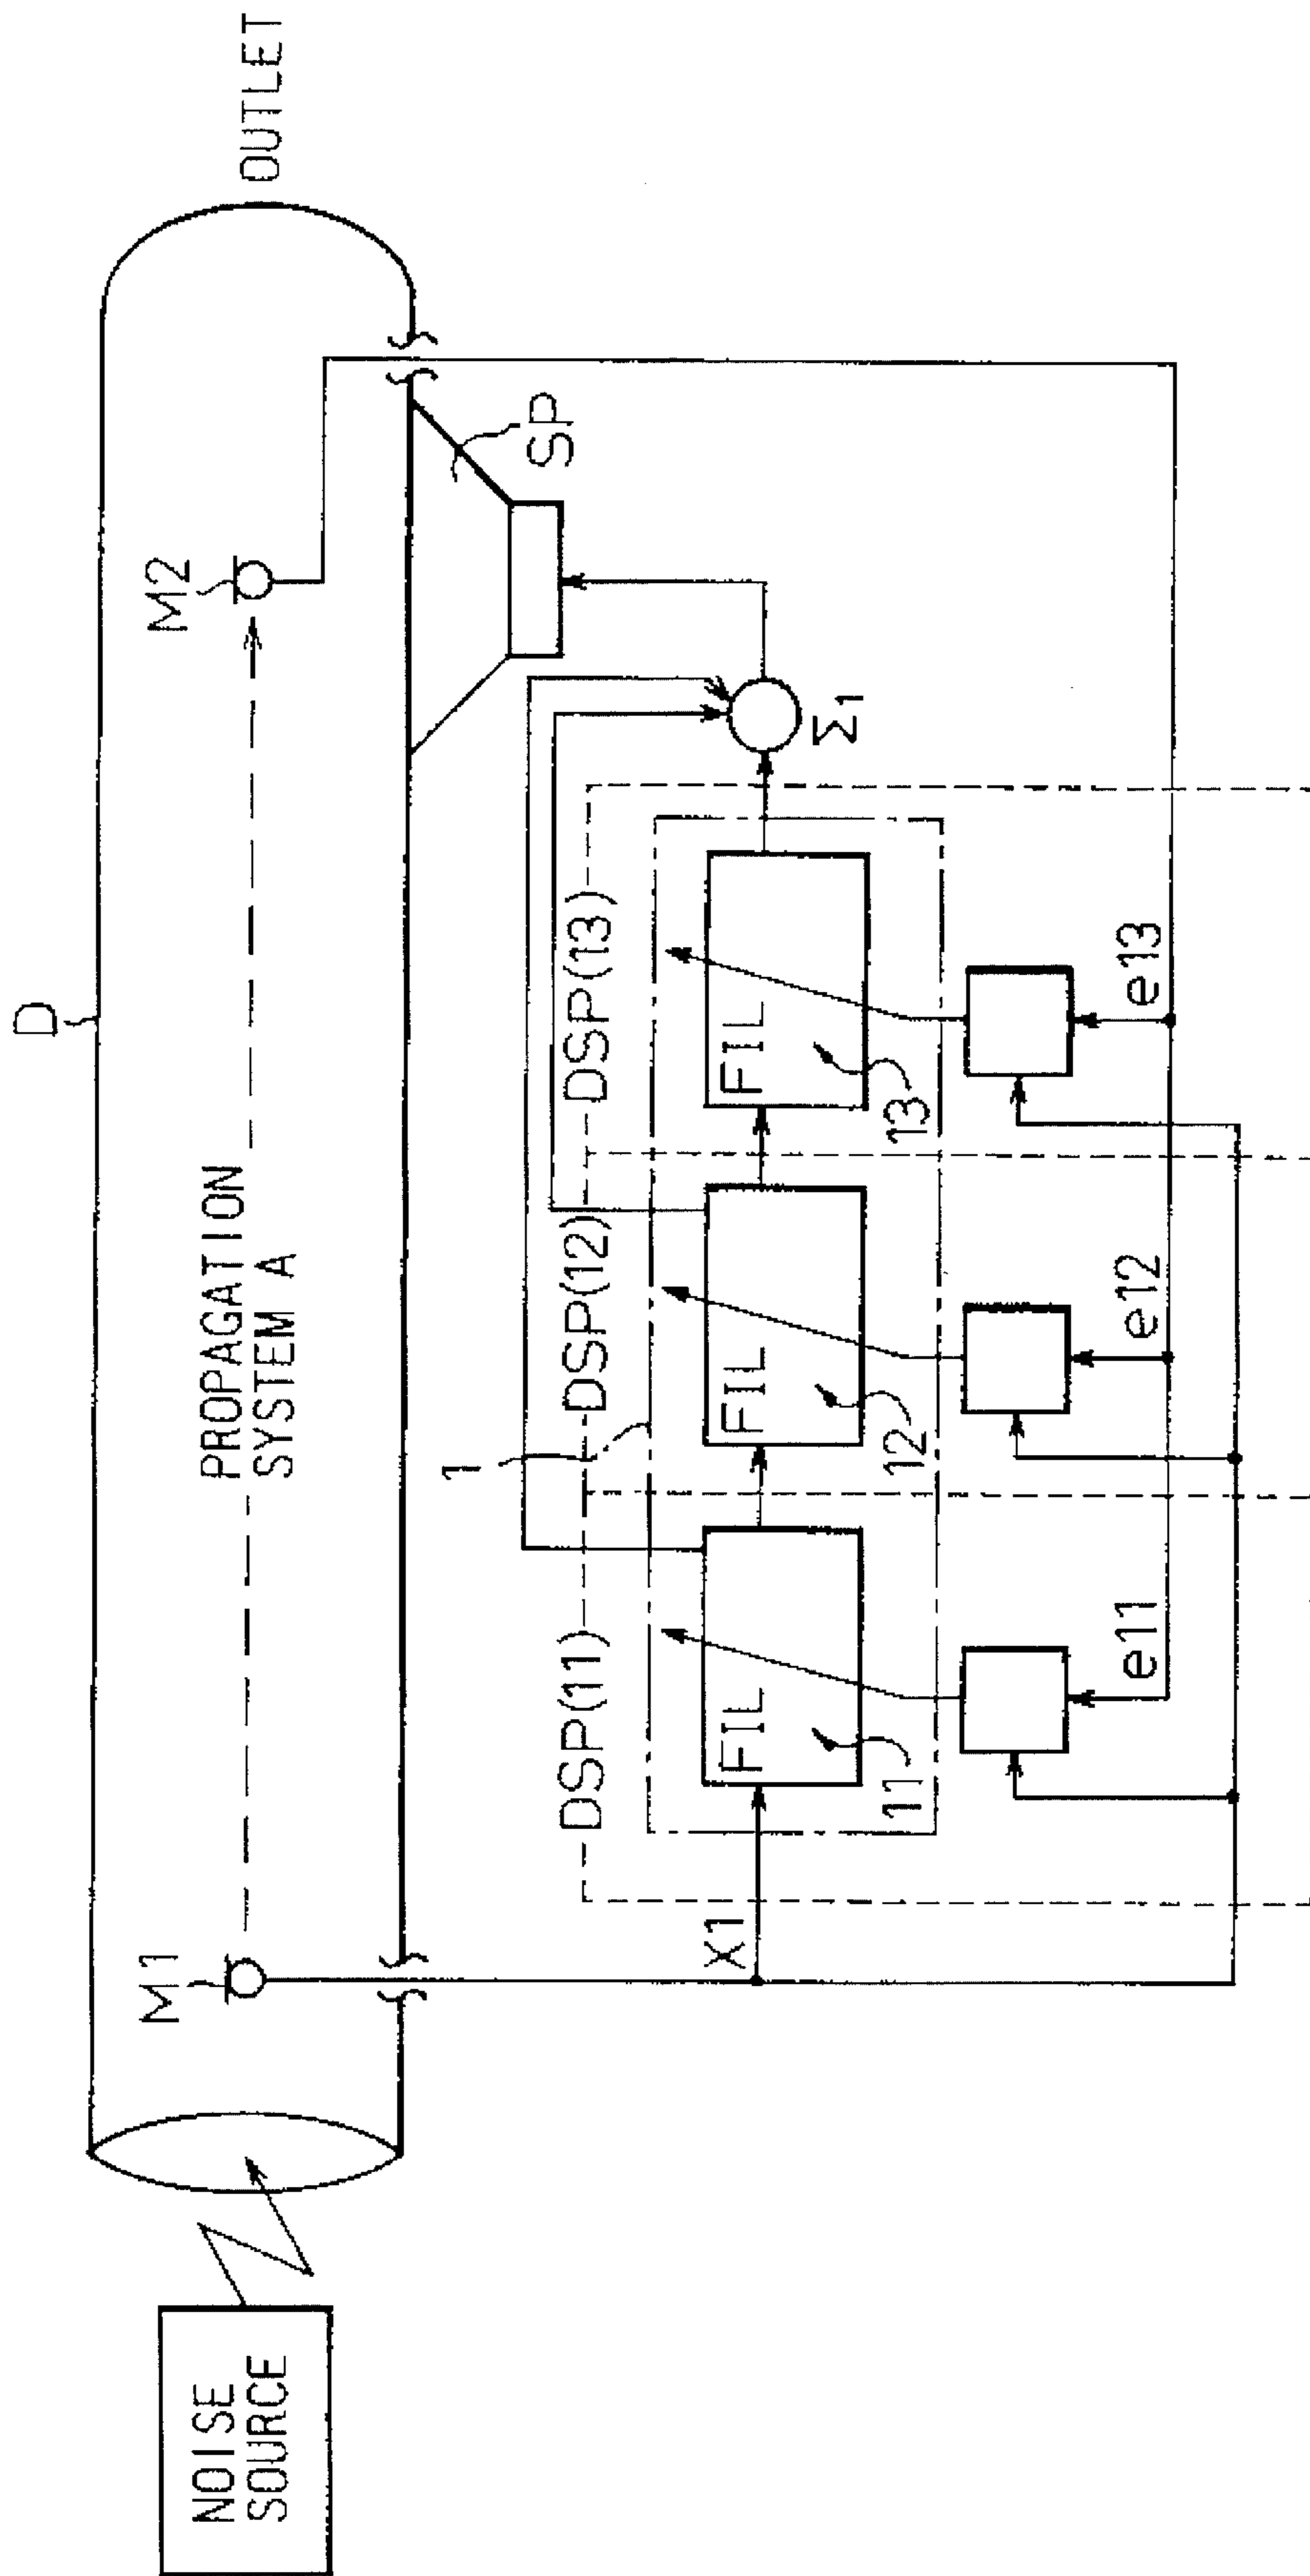 D
OUTLET
M1
PROPAGATION
SYSTEM A
M2
NOISE
SOURCE
SP
1
DSP(11)
DSP(12)
DSP(13)
Σ1
X1
FIL
FIL
FIL
11
12
13
e11
e12
e13